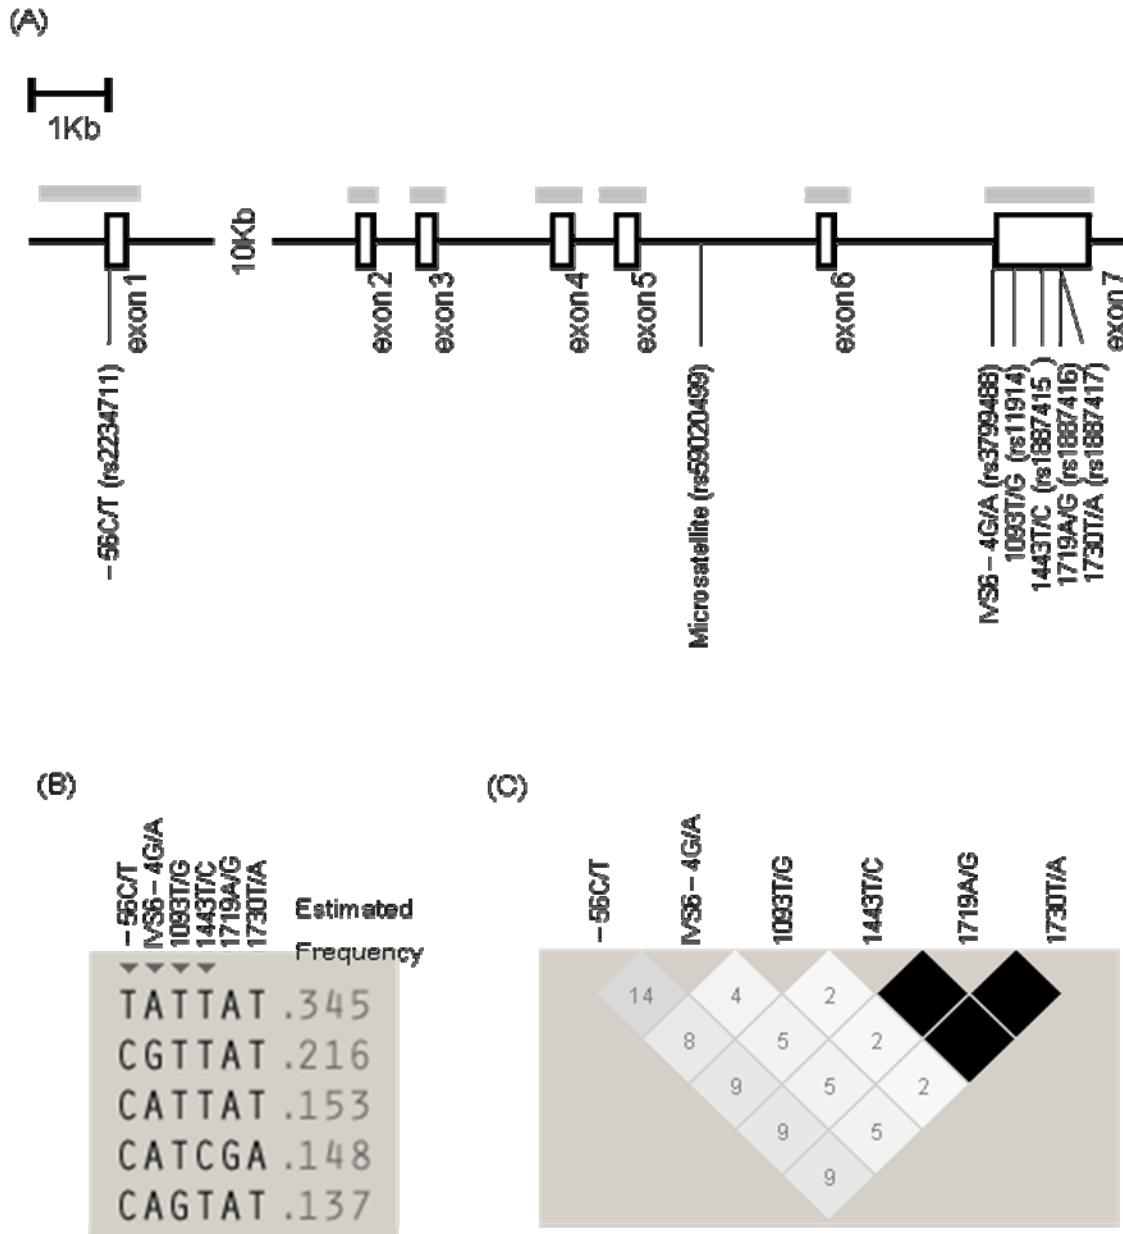 (A)
1Kb
10Kb
exon1
exon2
exon3
exon4
exon5
exon6
exon7
−56C/T (rs2234711)
Microsatellite (rs59020499)
IVS6−4G/A (rs3799488)
1093T/G (rs11914)
1443T/C (rs1887415 )
1719A/G (rs1887416)
1730T/A (rs1887417)
(B)
−56C/T
IVS6−4G/A
1093T/G
1443T/C
1719A/G
1730T/A
Estimated
Frequency
TATTAT .345
CGTTAT .216
CATTAT .153
CATCGA .148
CAGTAT .137
(C)
−56C/T
IVS6−4G/A
1093T/G
1443T/C
1719A/G
1730T/A
14 4 2
8 5 2
9 5 2
9 5
9